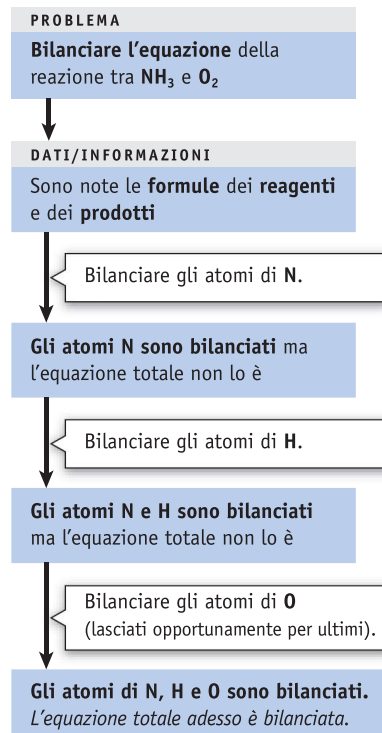 PROBLEMA
Bilanciare l'equazione della
reazione tra NH₃ e O₂
DATI/INFORMAZIONI
Sono note le formule dei reagenti
e dei prodotti
Bilanciare gli atomi di N.
Gli atomi N sono bilanciati ma
l'equazione totale non lo è
Bilanciare gli atomi di H.
Gli atomi N e H sono bilanciati
ma l'equazione totale non lo è
Bilanciare gli atomi di O
(lasciati opportunamente per ultimi).
Gli atomi di N, H e O sono bilanciati.
L'equazione totale adesso è bilanciata.